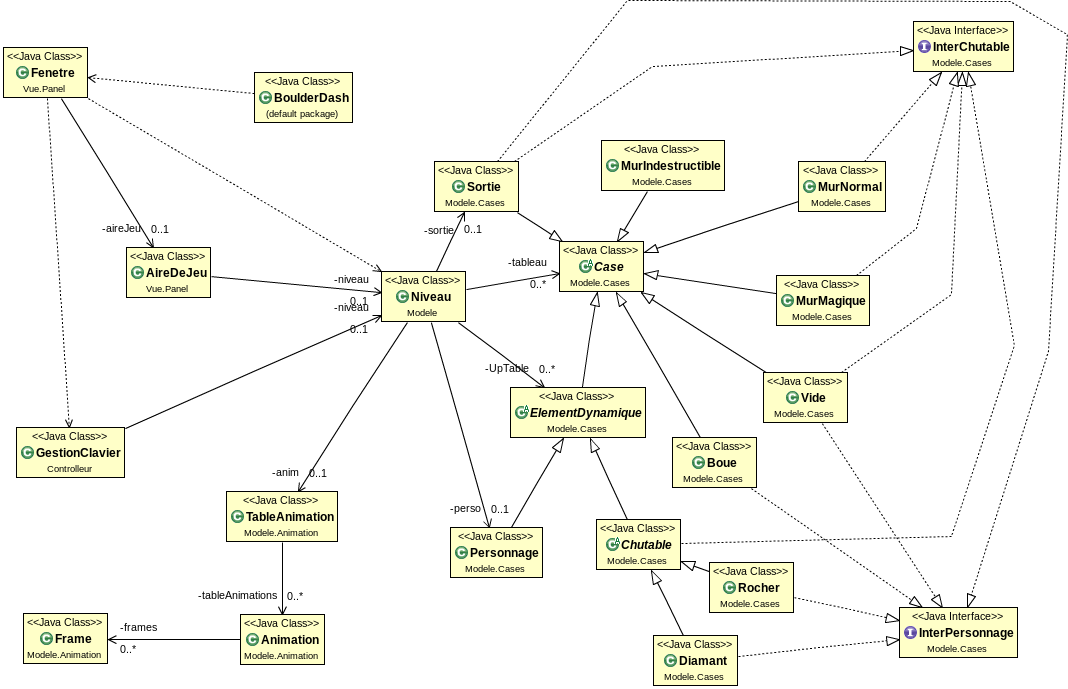 <<Java Interface>>
InterChutable
Modele.Cases
<<Java Class>>
Fenetre
Vue.Panel
<<Java Class>>
BoulderDash
(default package)
<<Java Class>>
MurIndestructible
Modele.Cases
<<Java Class>>
Sortie
Modele.Cases
<<Java Class>>
MurNormal
Modele.Cases
-aireJeu 0..1
-sortie 0..1
<<Java Class>>
AireDeJeu
Vue.Panel
<<Java Class>>
Case
Modele.Cases
-tableau
0..*
-niveau
0..1
-niveau
0..1
<<Java Class>>
Niveau
Modele
<<Java Class>>
MurMagique
Modele.Cases
-UpTable 0..*
<<Java Class>>
Vide
Modele.Cases
<<Java Class>>
ElementDynamique
Modele.Cases
<<Java Class>>
GestionClavier
Controlleur
<<Java Class>>
Boue
Modele.Cases
-anim 0..1
<<Java Class>>
TableAnimation
Modele.Animation
-perso 0..1
<<Java Class>>
Personnage
Modele.Cases
<<Java Class>>
Chutable
Modele.Cases
<<Java Class>>
Rocher
Modele.Cases
-tableAnimations 0..*
<<Java Class>>
Frame
Modele.Animation
-frames
0..*
<<Java Class>>
Animation
Modele.Animation
<<Java Interface>>
InterPersonnage
Modele.Cases
<<Java Class>>
Diamant
Modele.Cases